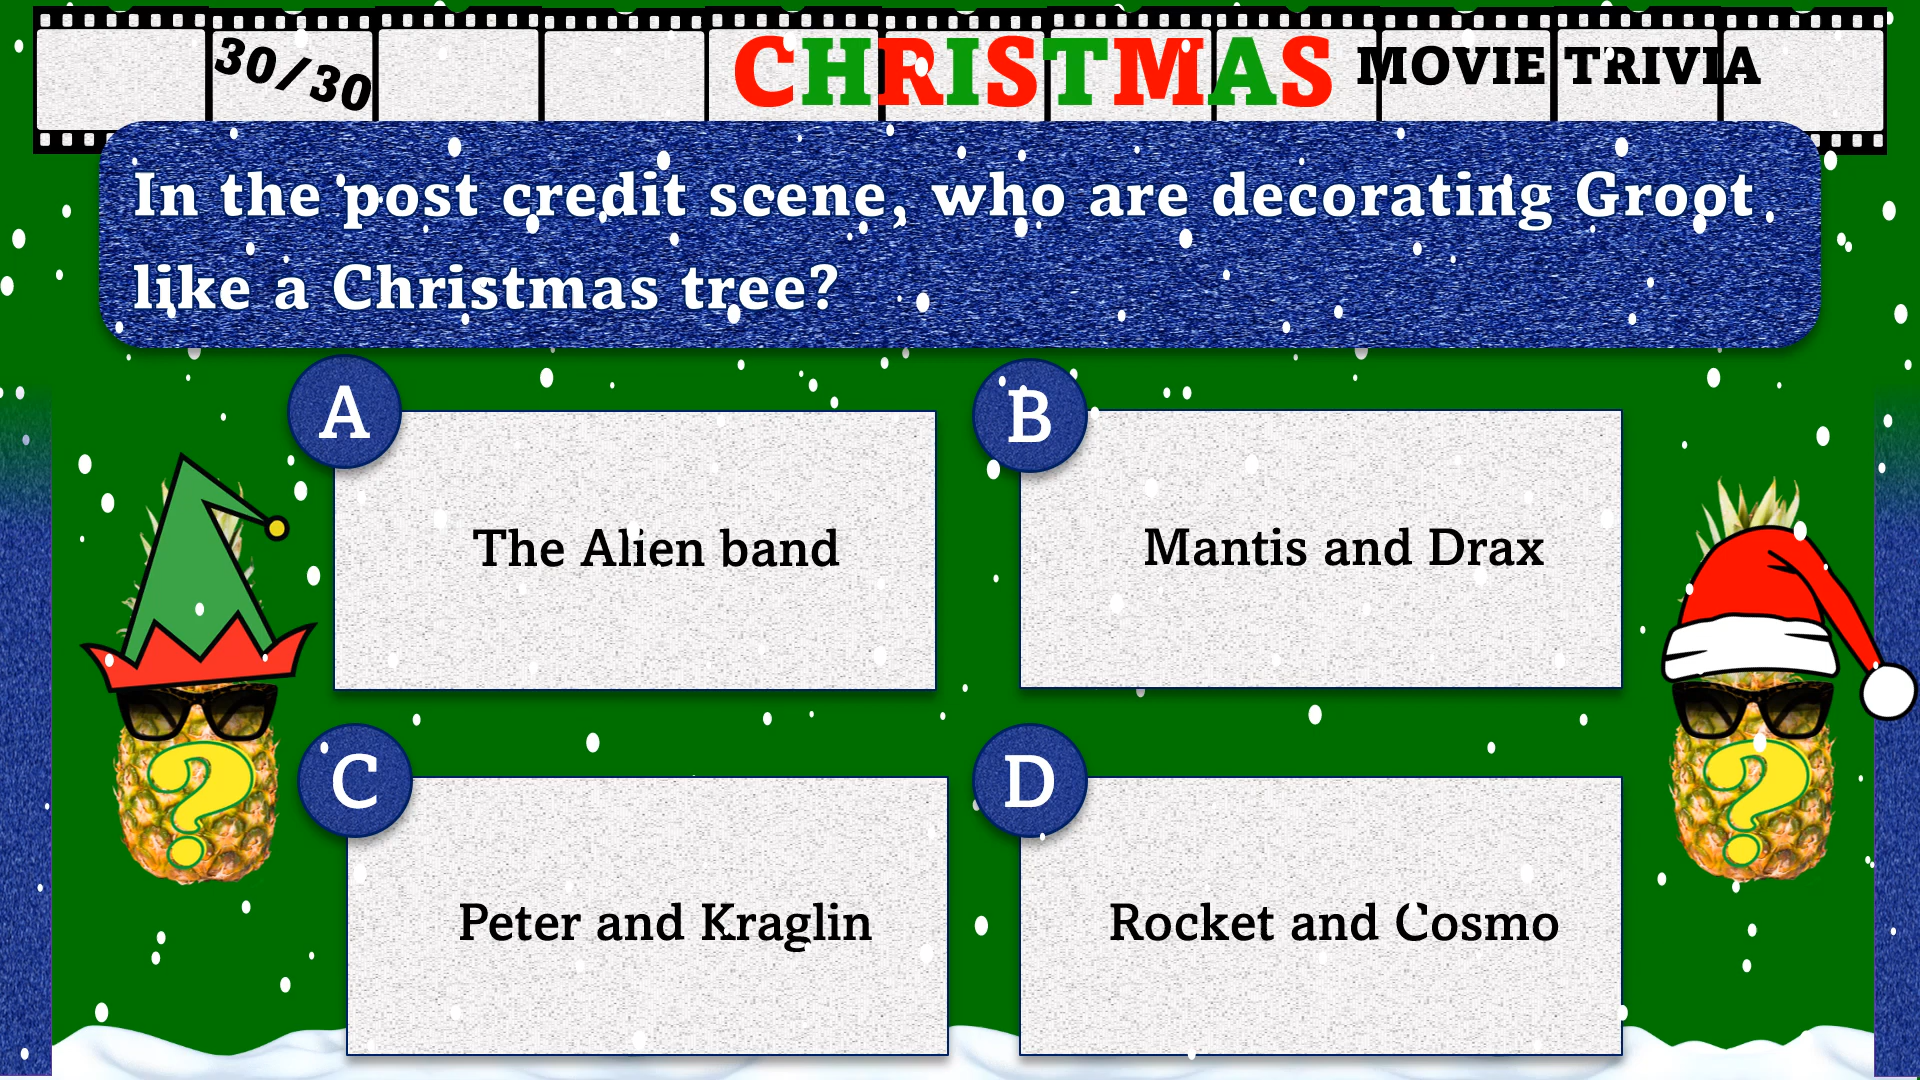 30/30
CHRISTMAS MOVIE TRIVIA
In the post credit scene, who are decorating Groot
like a Christmas tree?
A
The Alien band
B
Mantis and Drax
C
Peter and Kraglin
D
Rocket and Cosmo
?
?